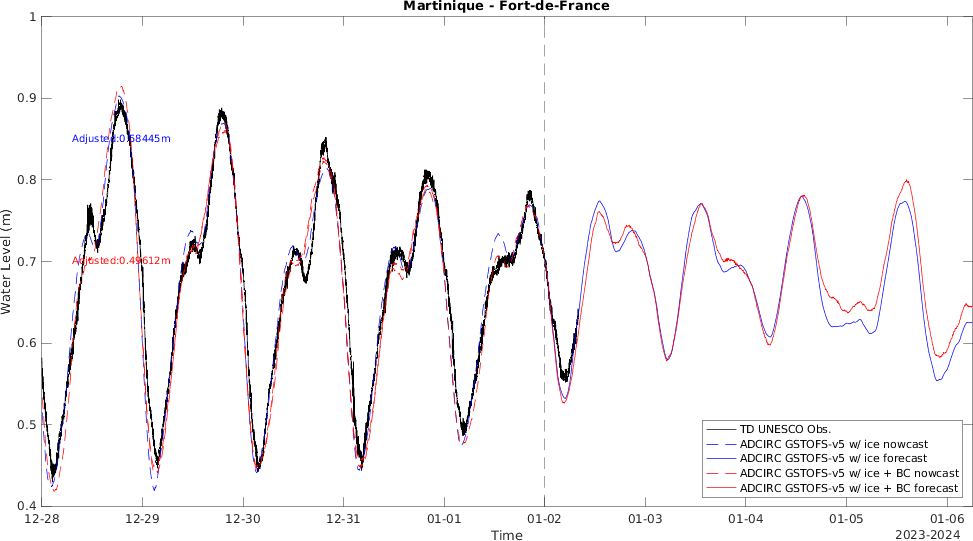 Martinique - Fort-de-France
1
0.9
0.8
0.7
0.6
0.5
0.4
Water Level (m)
Adjusted:0.68445m
Adjusted:0.49612m
TD UNESCO Obs.
ADCIRC GSTOFS-v5 w/ ice nowcast
ADCIRC GSTOFS-v5 w/ ice forecast
ADCIRC GSTOFS-v5 w/ ice + BC nowcast
ADCIRC GSTOFS-v5 w/ ice + BC forecast
12-28 12-29 12-30 12-31 01-01 01-02 01-03 01-04 01-05 01-06
Time
2023-2024